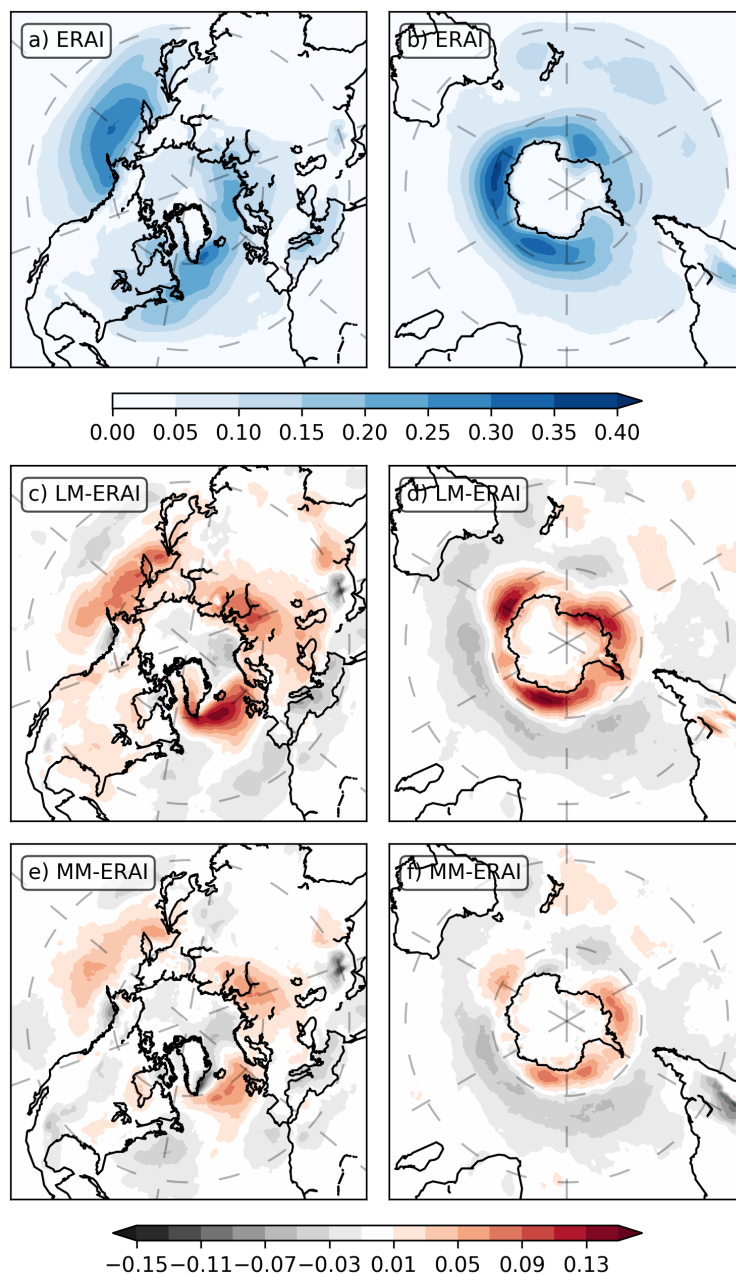 a) ERAI
b) ERAI
0.00 0.05 0.10 0.15 0.20 0.25 0.30 0.35 0.40
c) LM-ERAI
d) LM-ERAI
e) MM-ERAI
f) MM-ERAI
−0.15 −0.11 −0.07 −0.03 0.01 0.05 0.09 0.13